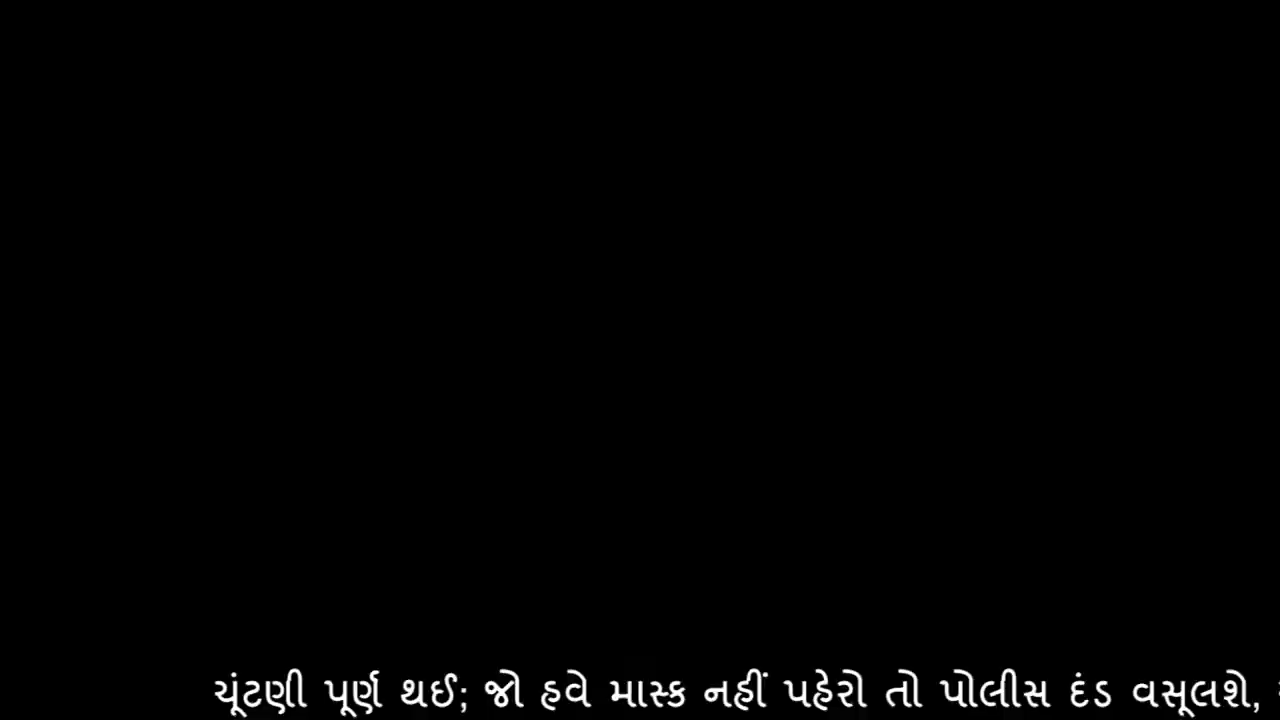 ચૂંટણી પૂર્ણ થઈ; જો હવે માસ્ક નહીં પહેરો તો પોલીસ દંડ વસૂલશે,